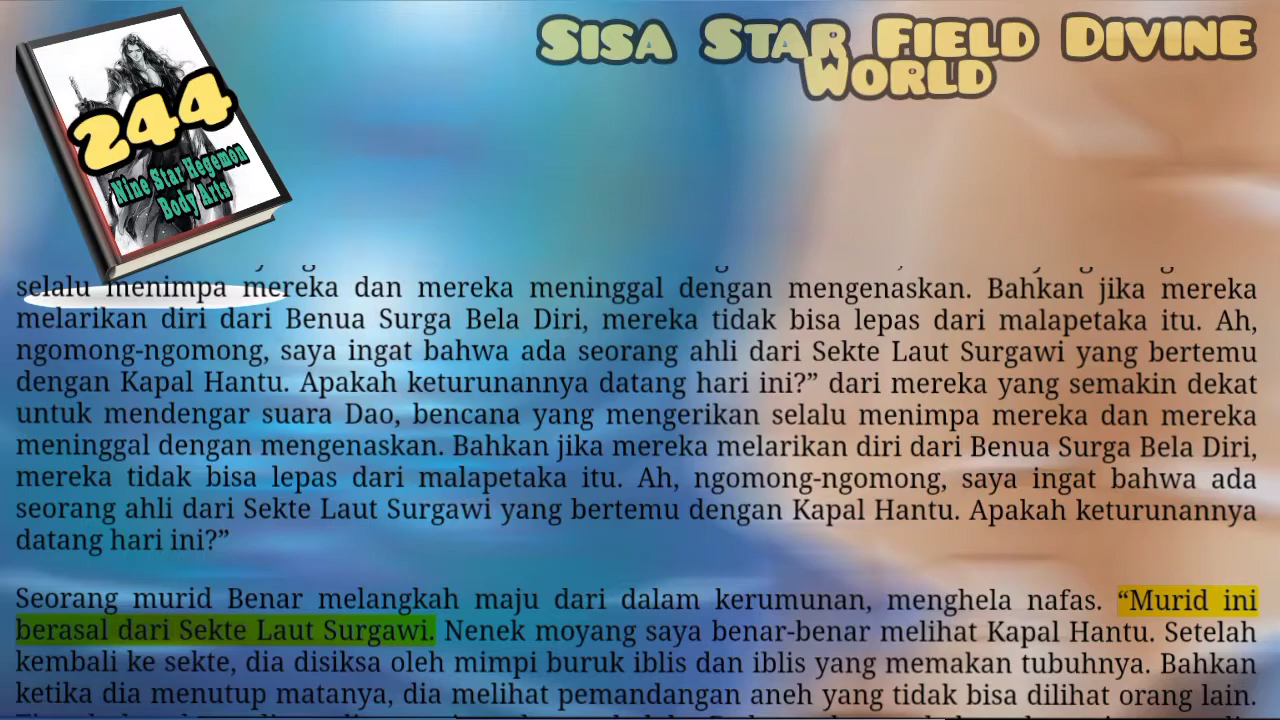 Sisa Star Field Divine
World
244
Nine Star Hegemon
Body Arts
selalu menimpa mereka dan mereka meninggal dengan mengenaskan. Bahkan jika mereka
melarikan diri dari Benua Surga Bela Diri, mereka tidak bisa lepas dari malapetaka itu. Ah,
ngomong-ngomong, saya ingat bahwa ada seorang ahli dari Sekte Laut Surgawi yang bertemu
dengan Kapal Hantu. Apakah keturunannya datang hari ini?” dari mereka yang semakin dekat
untuk mendengar suara Dao, bencana yang mengerikan selalu menimpa mereka dan mereka
meninggal dengan mengenaskan. Bahkan jika mereka melarikan diri dari Benua Surga Bela Diri,
mereka tidak bisa lepas dari malapetaka itu. Ah, ngomong-ngomong, saya ingat bahwa ada
seorang ahli dari Sekte Laut Surgawi yang bertemu dengan Kapal Hantu. Apakah keturunannya
datang hari ini?”
Seorang murid Benar melangkah maju dari dalam kerumunan, menghela nafas. “Murid ini
berasal dari Sekte Laut Surgawi. Nenek moyang saya benar-benar melihat Kapal Hantu. Setelah
kembali ke sekte, dia disiksa oleh mimpi buruk iblis dan iblis yang memakan tubuhnya. Bahkan
ketika dia menutup matanya, dia melihat pemandangan aneh yang tidak bisa dilihat orang lain.